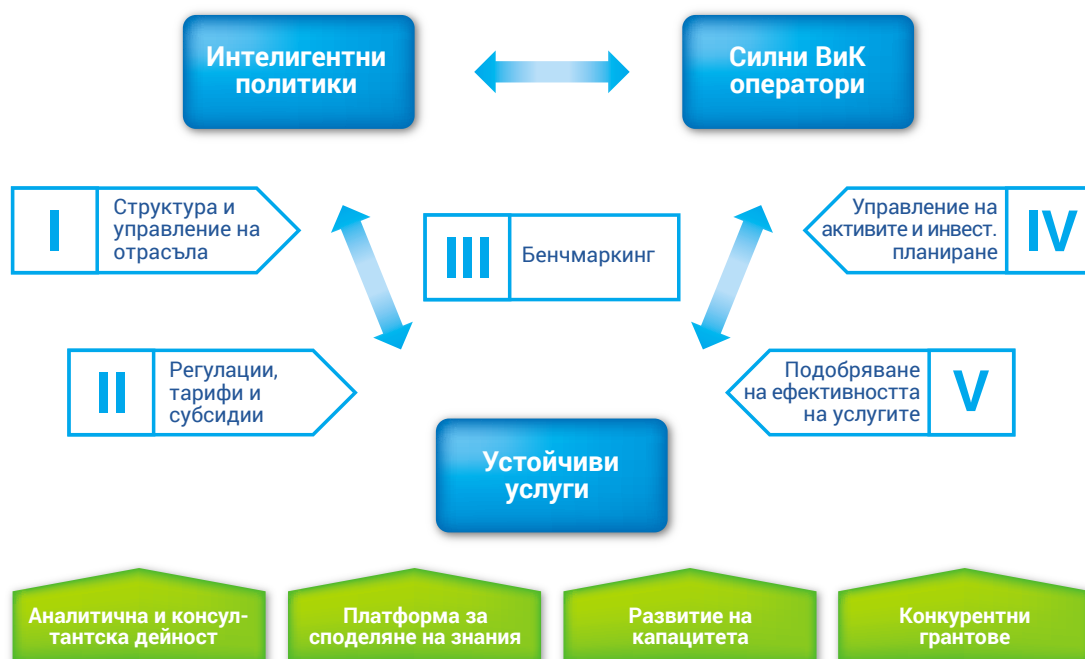 Интелигентни
политики
Силни ВиК
оператори
I
Структура и
управление на
отрасъла
III
Бенчмаркинг
Управление на
активите и инвест.
планиране
IV
II
Регулации,
тарифи и
субсидии
Подобряване
на ефективността
на услугите
V
Устойчиви
услуги
Аналитична и консул-
тантска дейност
Платформа за
споделяне на знания
Развитие на
капацитета
Конкурентни
грантове